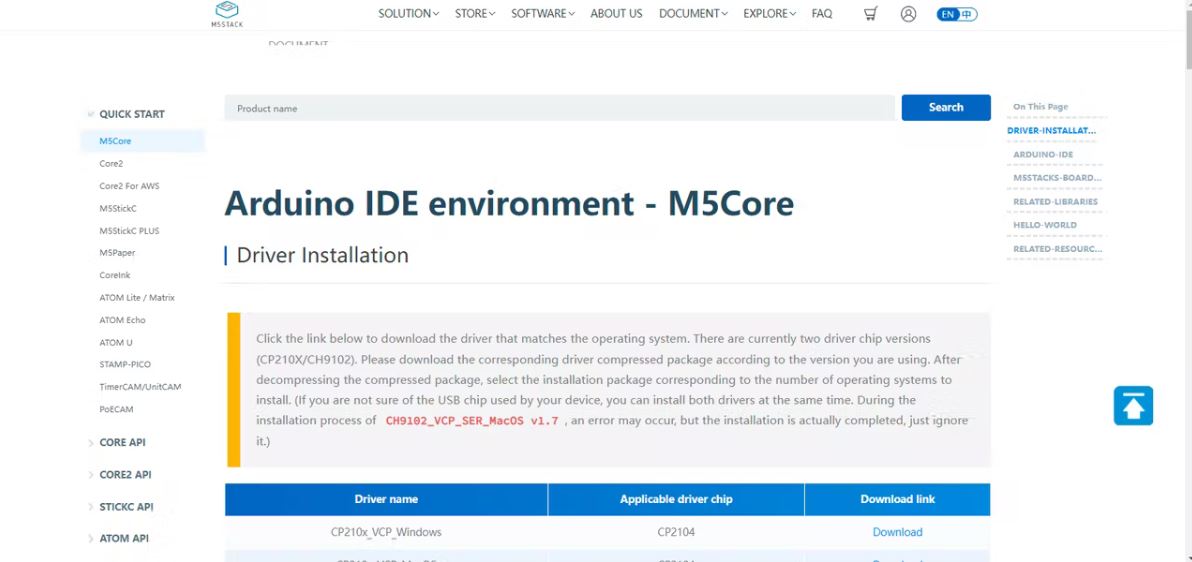 M5STACK
SOLUTION STORE SOFTWARE ABOUT US DOCUMENT EXPLORE FAQ EN 中
DOCUMENT
QUICK START
M5Core
Core2
Core2 For AWS
M5StickC
M5StickC PLUS
M5Paper
CoreInk
ATOM Lite / Matrix
ATOM Echo
ATOM U
STAMP-PICO
TimerCAM/UnitCAM
PoECAM
CORE API
CORE2 API
STICKC API
ATOM API
Product name
Search
Arduino IDE environment - M5Core
Driver Installation
Click the link below to download the driver that matches the operating system. There are currently two driver chip versions
(CP210X/CH9102). Please download the corresponding driver compressed package according to the version you are using. After
decompressing the compressed package, select the installation package corresponding to the number of operating systems to
install. (If you are not sure of the USB chip used by your device, you can install both drivers at the same time. During the
installation process of CH9102_VCP_SER_MacOS v1.7 , an error may occur, but the installation is actually completed, just ignore
it.)
Driver name Applicable driver chip Download link
CP210x_VCP_Windows CP2104 Download
On This Page
DRIVER-INSTALLAT...
ARDUINO-IDE
M5STACKS-BOARD...
RELATED-LIBRARIES
HELLO-WORLD
RELATED-RESOURC...